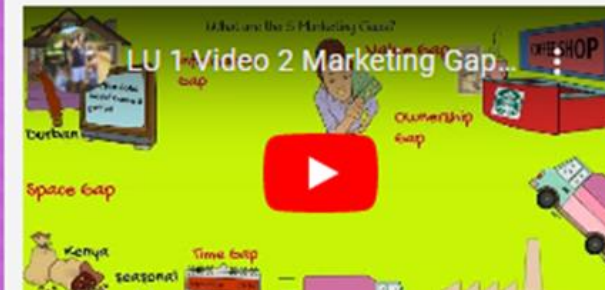 What are the 5 Marketing Gaps?
LU 1 Video 2 Marketing Gap...
Value Gap
Gap
COFFEE SHOP
Ownership
Gap
Durban
Space Gap
Kenya
Time Gap
seasonal